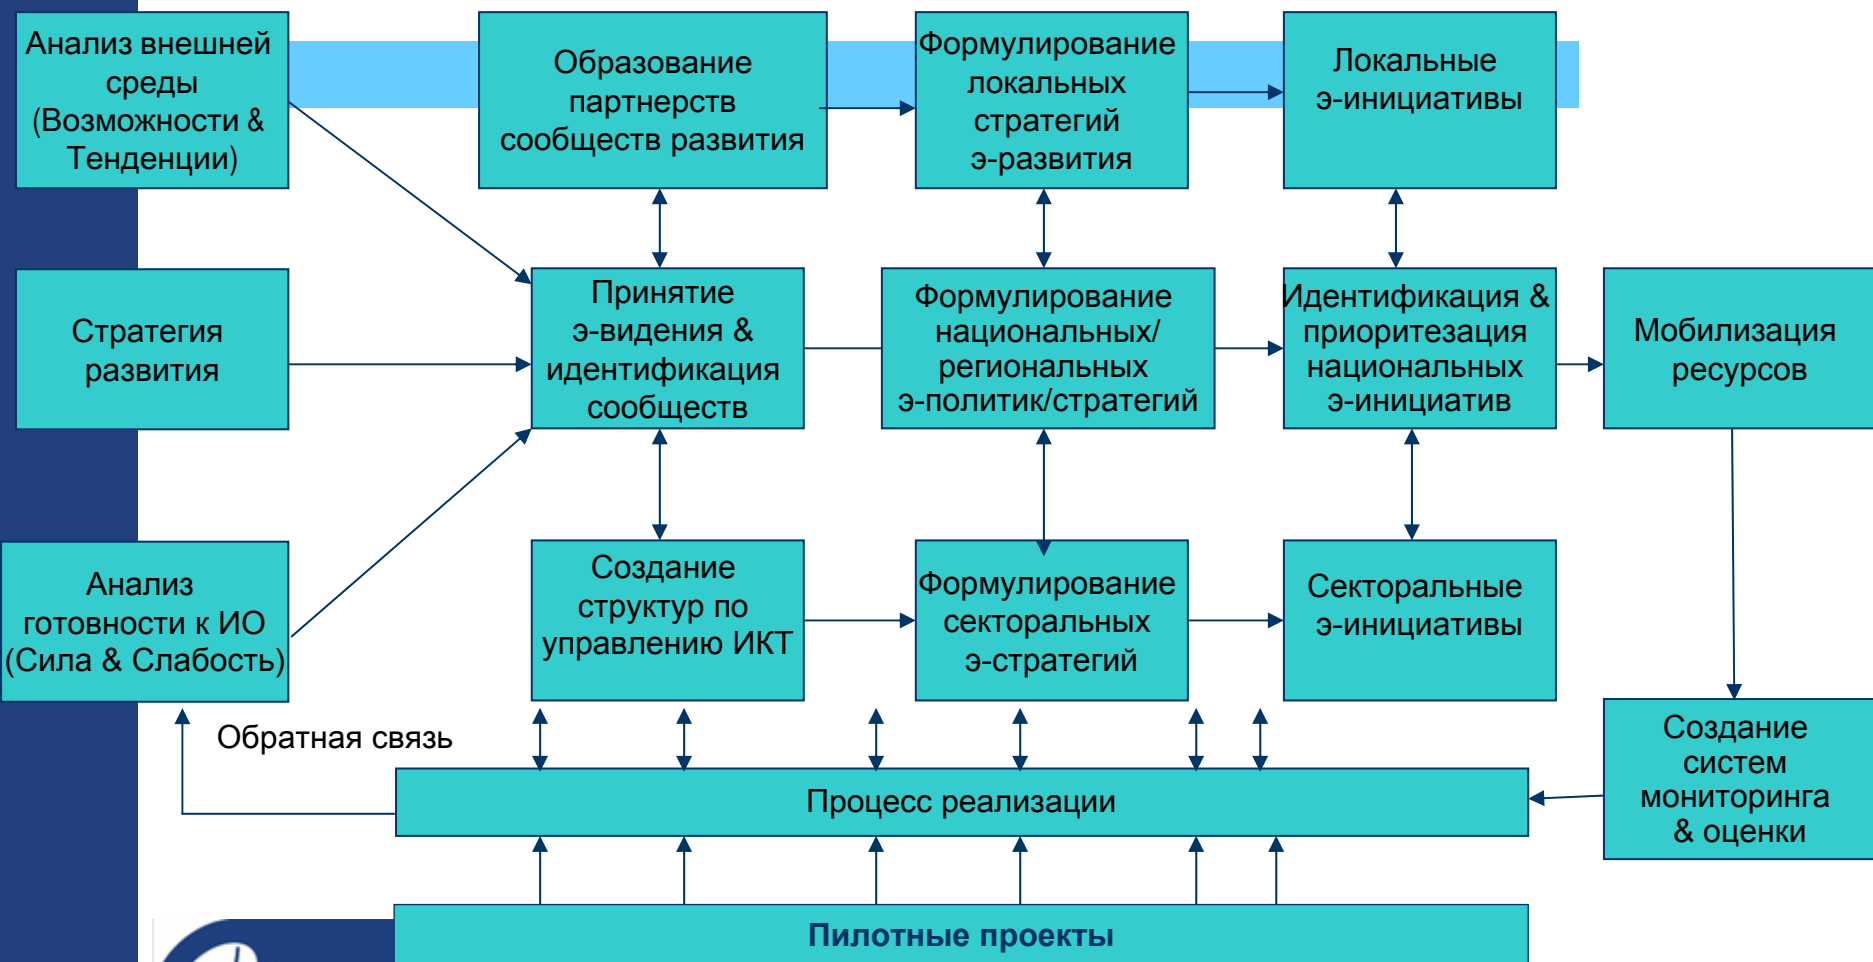 Анализ внешней
среды
(Возможности &
Тенденции)
Образование
партнерств
сообществ развития
Формулирование
локальных
стратегий
э-развития
Локальные
э-инициативы
Стратегия
развития
Принятие
э-видения &
идентификация
сообществ
Формулирование
национальных/
региональных
э-политик/стратегий
Идентификация &
приоритезация
национальных
э-инициатив
Мобилизация
ресурсов
Анализ
готовности к ИО
(Сила & Слабость)
Создание
структур по
управлению ИКТ
Формулирование
секторальных
э-стратегий
Секторальные
э-инициативы
Обратная связь
Процесс реализации
Создание
систем
мониторинга
& оценки
Пилотные проекты